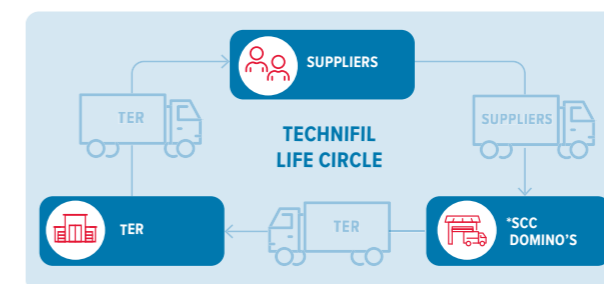 SUPPLIERS
TER
SUPPLIERS
TECHNIFIL
LIFE CIRCLE
TER
TER
*SCC
DOMINO'S